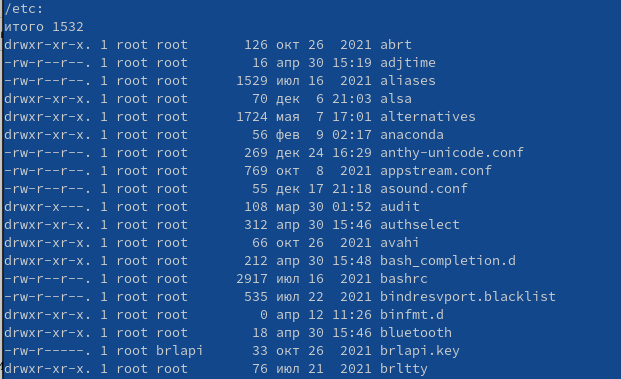 /etc:
итого 1532
drwxr-xr-x. 1 root root       126 окт 26  2021 abrt
-rw-r--r--. 1 root root        16 апр 30 15:19 adjtime
-rw-r--r--. 1 root root      1529 июл 16  2021 aliases
drwxr-xr-x. 1 root root        70 дек  6 21:03 alsa
drwxr-xr-x. 1 root root      1724 мая  7 17:01 alternatives
drwxr-xr-x. 1 root root        56 фев  9 02:17 anaconda
-rw-r--r--. 1 root root       269 дек 24 16:29 anthy-unicode.conf
-rw-r--r--. 1 root root       769 окт  8  2021 appstream.conf
-rw-r--r--. 1 root root        55 дек 17 21:18 asound.conf
drwxr-x---. 1 root root       108 мар 30 01:52 audit
drwxr-xr-x. 1 root root       312 апр 30 15:46 authselect
drwxr-xr-x. 1 root root        66 окт 26  2021 avahi
drwxr-xr-x. 1 root root       212 апр 30 15:48 bash_completion.d
-rw-r--r--. 1 root root      2917 июл 16  2021 bashrc
-rw-r--r--. 1 root root       535 июл 22  2021 bindresvport.blacklist
drwxr-xr-x. 1 root root         0 апр 12 11:26 binfmt.d
drwxr-xr-x. 1 root root        18 апр 30 15:46 bluetooth
-rw-r-----. 1 root brlapi      33 окт 26  2021 brlapi.key
drwxr-xr-x. 1 root root        76 июл 21  2021 brltty